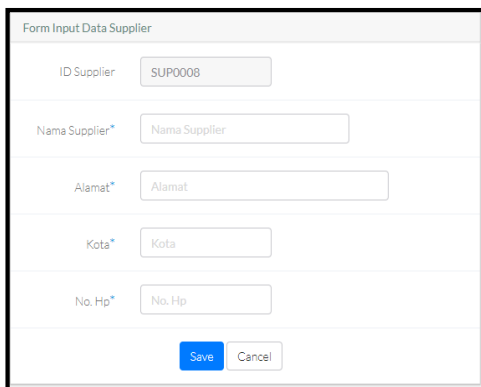 Form Input Data Supplier
ID Supplier SUP0008
Nama Supplier* Nama Supplier
Alamat* Alamat
Kota* Kota
No. Hp* No. Hp
Save Cancel